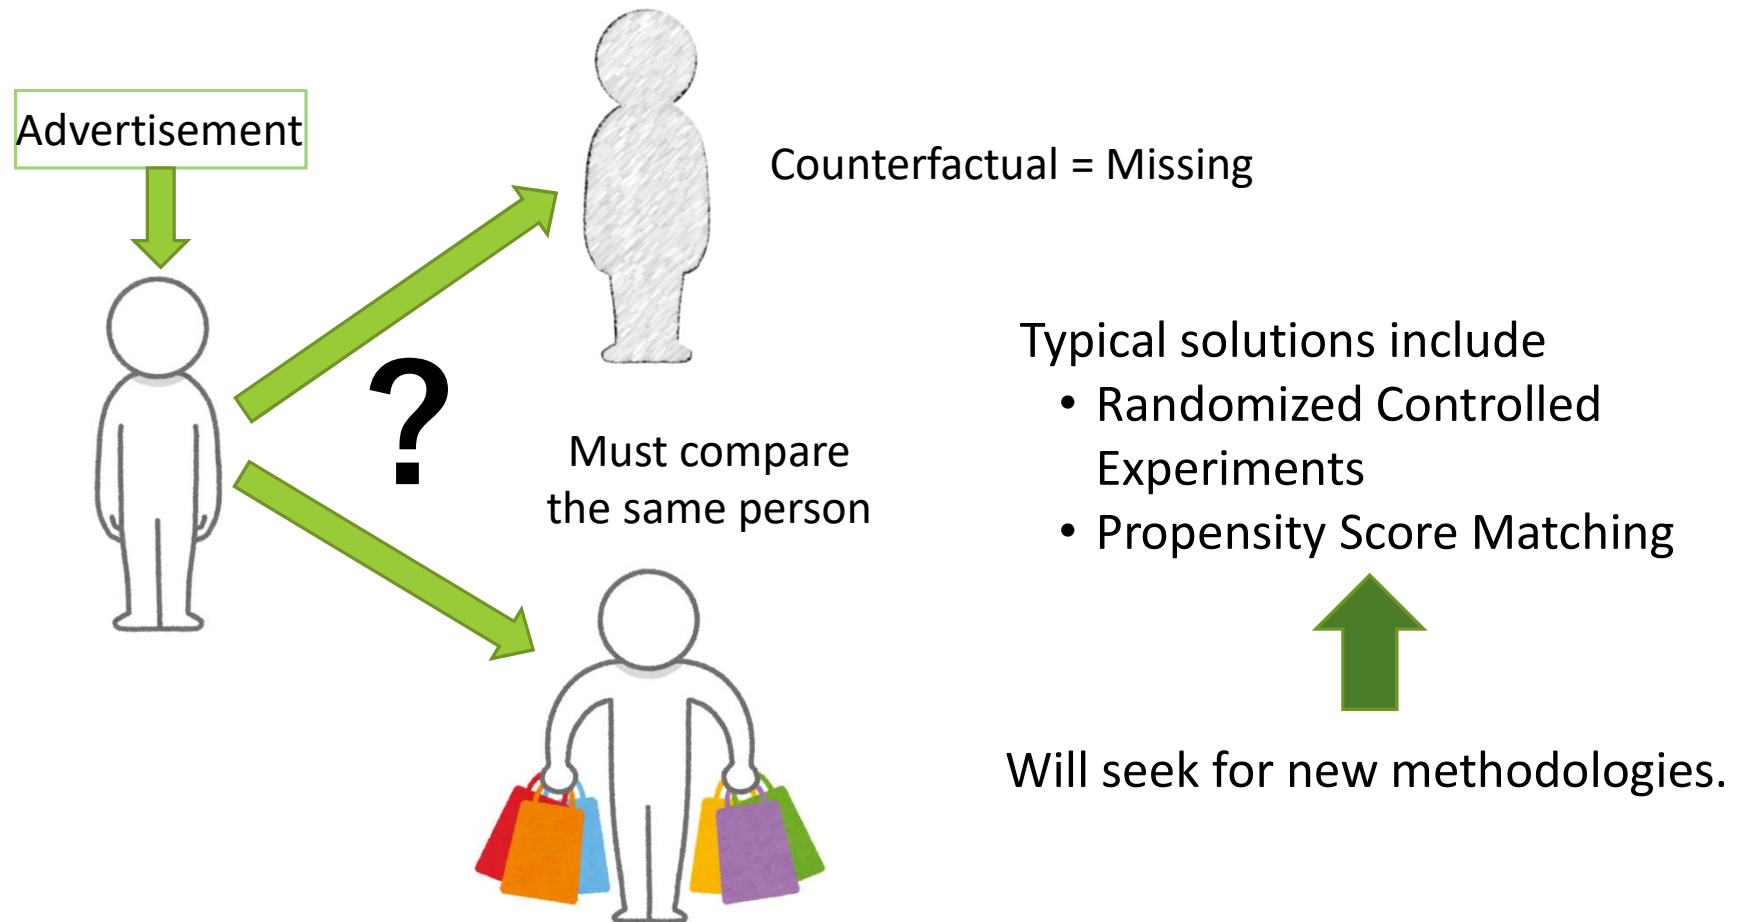 Advertisement
Counterfactual = Missing
?
Must compare
the same person
Typical solutions include
• Randomized Controlled
Experiments
• Propensity Score Matching
Will seek for new methodologies.